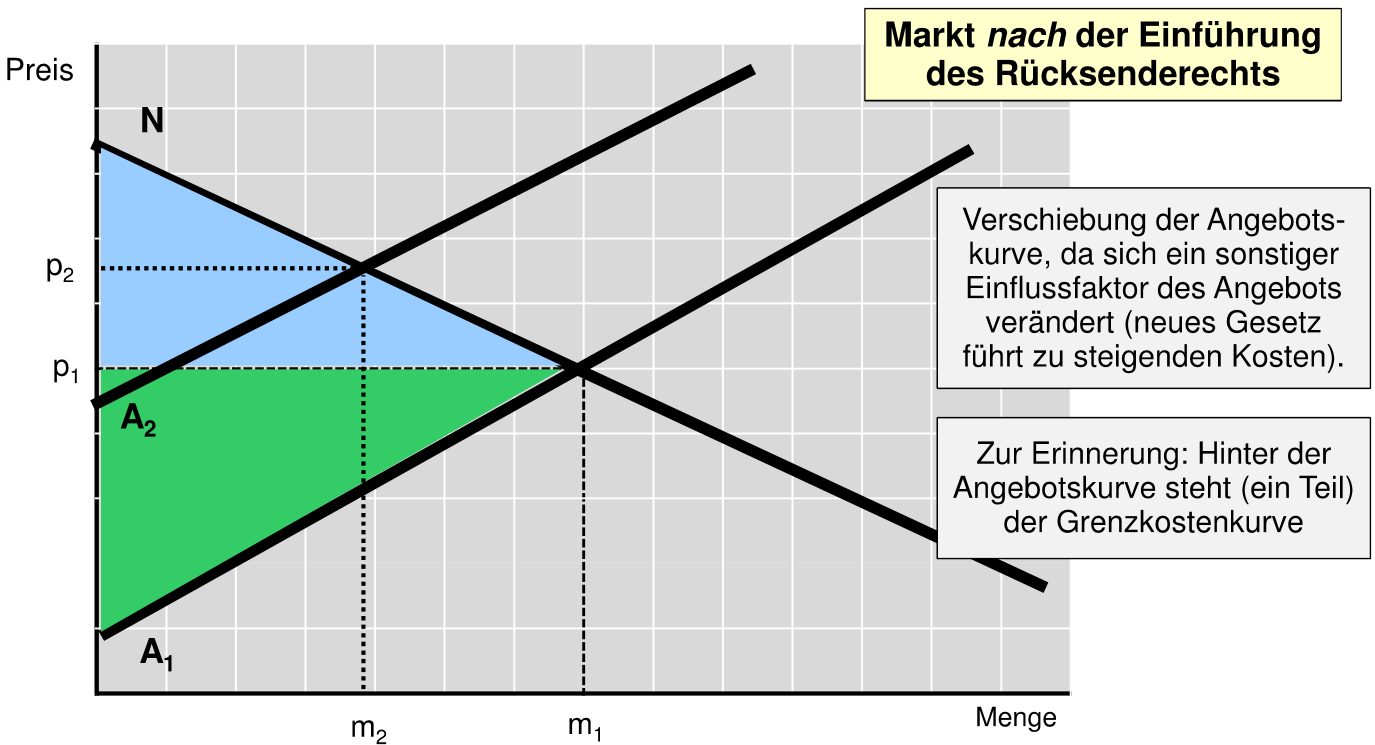 Markt nach der Einführung
des Rücksenderechts
Preis
N
p2
p1
A2
A1
m2
m1
Menge
Verschiebung der Angebots-
kurve, da sich ein sonstiger
Einflussfaktor des Angebots
verändert (neues Gesetz
führt zu steigenden Kosten).
Zur Erinnerung: Hinter der
Angebotskurve steht (ein Teil)
der Grenzkostenkurve